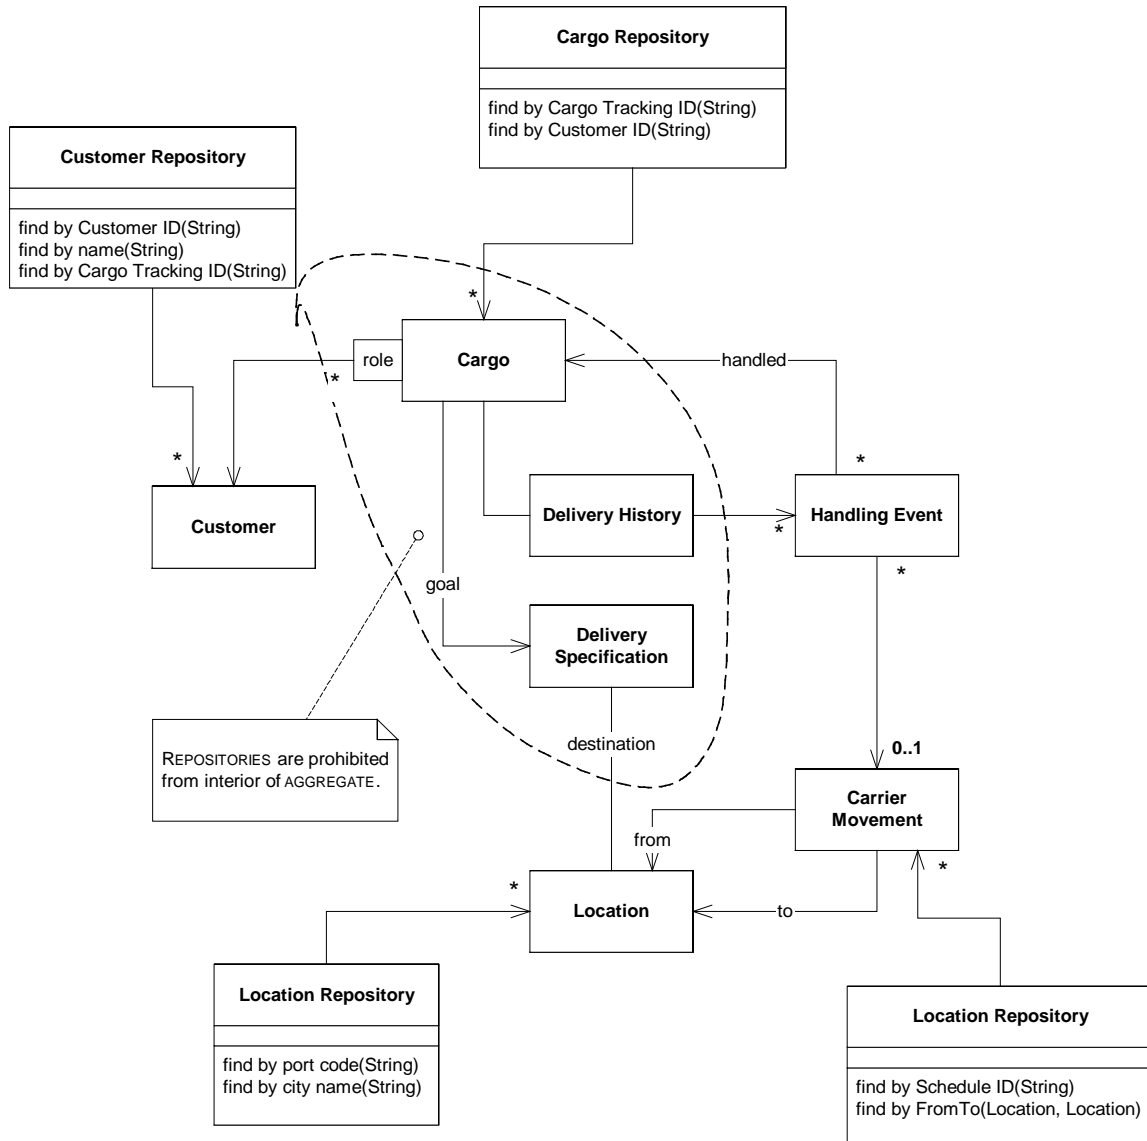 Cargo Repository
find by Cargo Tracking ID(String)
find by Customer ID(String)
Customer Repository
find by Customer ID(String)
find by name(String)
find by Cargo Tracking ID(String)
*
role
*
Cargo
handled
*
*
Customer
Delivery History
*
Handling Event
*
goal
Delivery
Specification
REPOSITORIES are prohibited
from interior of AGGREGATE.
destination
0..1
Carrier
Movement
from
*
*
Location
to
Location Repository
find by port code(String)
find by city name(String)
Location Repository
find by Schedule ID(String)
find by FromTo(Location, Location)